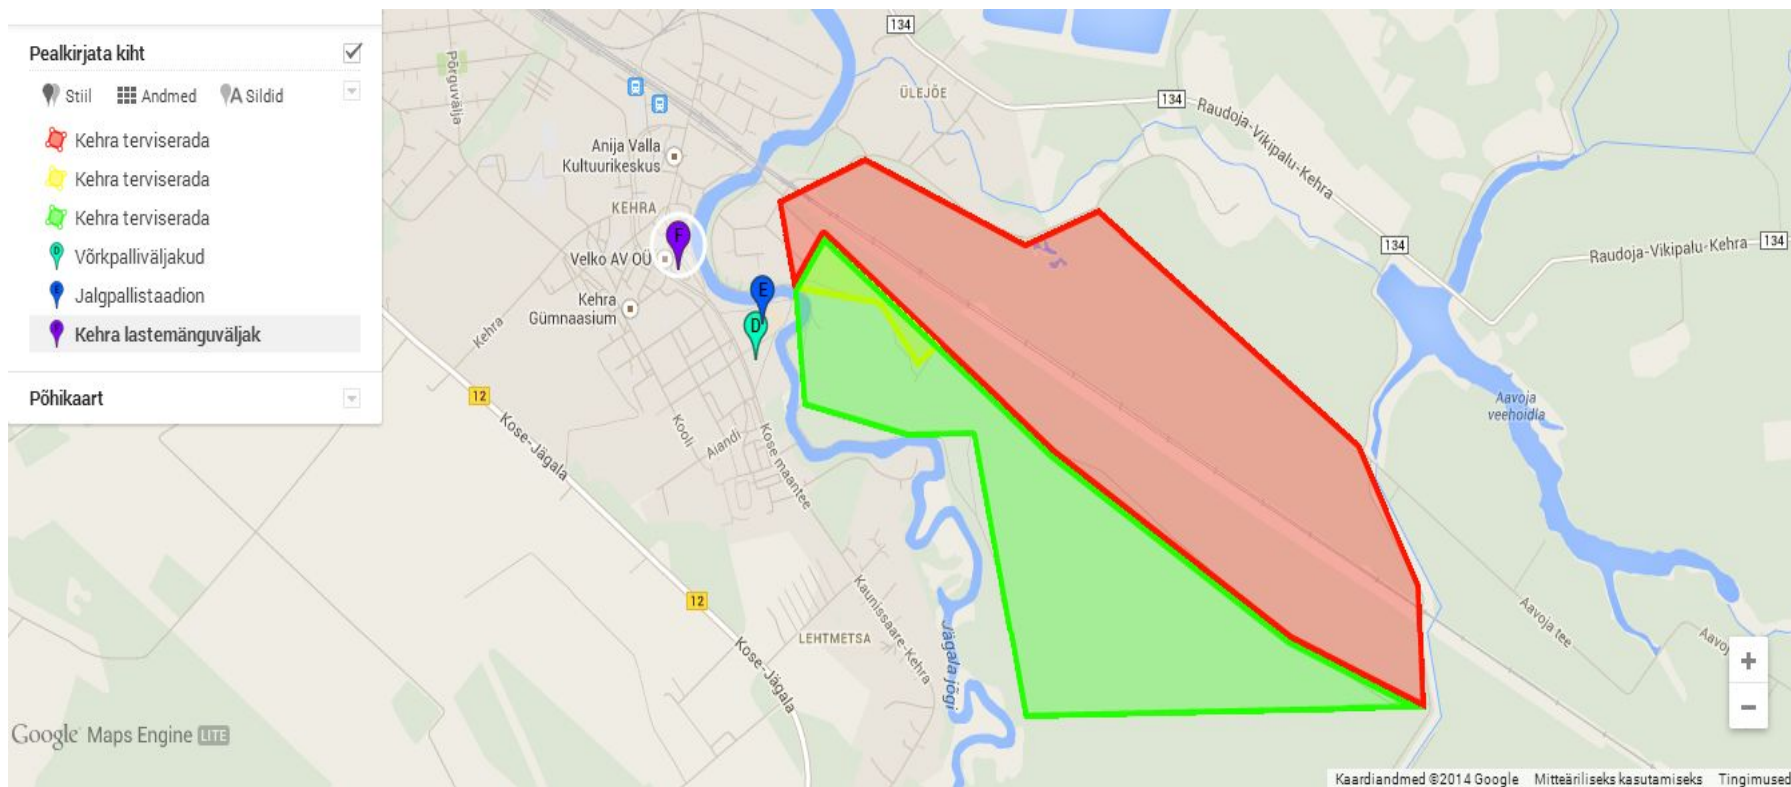 Pealkirjata kiht
Stiil Andmed A Sildid
Kehra terviserada
Kehra terviserada
Kehra terviserada
D Võrkpalliväljakud
E Jalgpallistaadion
Kehra lastemänguväljak
Põhikaart
Põrguvälja
134
ÜLEJÕE
134
Raudoja-Vikipalu-Kehra
Anija Valla
Kultuurikeskus
KEHRA
F
Velko AV OÜ
134
Raudoja-Vikipalu-Kehra
134
E
Kehra
Gümnaasium
D
Kehra
12
Kose-Jägala
Kooli
Aiandi
Kose maantee
Aavoja
veehoidla
12
Kose-Jägala
LEHTMETSA
Kaunissaare-Kehra
Jägala jõgi
Aavoja tee
Aavoj
+
−
Google Maps Engine LITE
Kaardiandmed ©2014 Google Mitteäriliseks kasutamiseks Tingimused